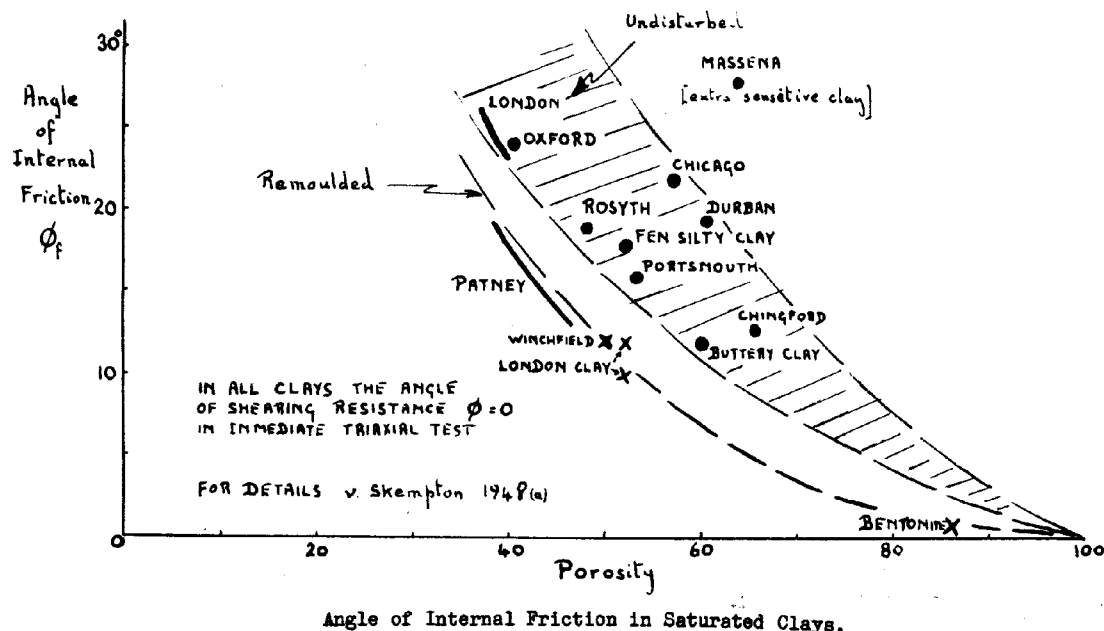 30°
Undisturbed
MASSENA
[extra sensitive clay]
Angle
of
Internal
Friction
ϕf
LONDON
OXFORD
Remoulded
CHICAGO
20
ROSYTH
DURBAN
FEN SILTY CLAY
PORTSMOUTH
PATNEY
CHINGFORD
WINCHFIELD
BUTTERY CLAY
LONDON CLAY
10
IN ALL CLAYS THE ANGLE
OF SHEARING RESISTANCE ϕ=0
IN IMMEDIATE TRIAXIAL TEST
FOR DETAILS v. Skempton 1948(a)
BENTONITE
0
0 20 40 60 80 100
Porosity
Angle of Internal Friction in Saturated Clays.